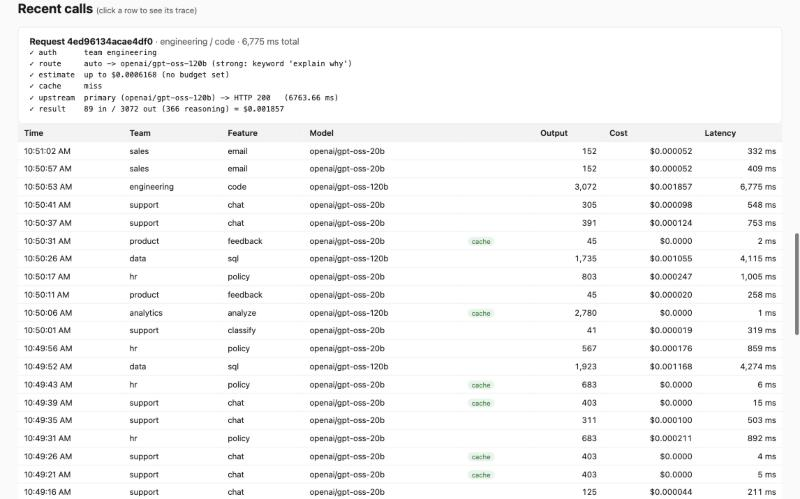 Recent calls (click a row to see its trace)
Request 4ed96134acae4df0 · engineering / code · 6,775 ms total
✓ auth team engineering
✓ route auto -> openai/gpt-oss-120b (strong: keyword 'explain why')
✓ estimate up to $0.0006168 (no budget set)
✓ cache miss
✓ upstream primary (openai/gpt-oss-120b) -> HTTP 200 (6763.66 ms)
✓ result 89 in / 3072 out (366 reasoning) = $0.001857
Time Team Feature Model Output Cost Latency
10:51:02 AM sales email openai/gpt-oss-20b 152 $0.000052 332 ms
10:50:57 AM sales email openai/gpt-oss-20b 152 $0.000052 409 ms
10:50:53 AM engineering code openai/gpt-oss-120b 3,072 $0.001857 6,775 ms
10:50:41 AM support chat openai/gpt-oss-20b 305 $0.000098 548 ms
10:50:37 AM support chat openai/gpt-oss-20b 391 $0.000124 753 ms
10:50:31 AM product feedback openai/gpt-oss-20b cache 45 $0.0000 2 ms
10:50:26 AM data sql openai/gpt-oss-120b 1,735 $0.001055 4,115 ms
10:50:17 AM hr policy openai/gpt-oss-20b 803 $0.000247 1,005 ms
10:50:11 AM product feedback openai/gpt-oss-20b 45 $0.000020 258 ms
10:50:06 AM analytics analyze openai/gpt-oss-120b cache 2,780 $0.0000 1 ms
10:50:01 AM support classify openai/gpt-oss-20b 41 $0.000019 319 ms
10:49:56 AM hr policy openai/gpt-oss-20b 567 $0.000176 859 ms
10:49:52 AM data sql openai/gpt-oss-120b 1,923 $0.001168 4,274 ms
10:49:43 AM hr policy openai/gpt-oss-20b cache 683 $0.0000 6 ms
10:49:39 AM support chat openai/gpt-oss-20b cache 403 $0.0000 15 ms
10:49:35 AM support chat openai/gpt-oss-20b 311 $0.000100 503 ms
10:49:31 AM hr policy openai/gpt-oss-20b 683 $0.000211 892 ms
10:49:26 AM support chat openai/gpt-oss-20b cache 403 $0.0000 4 ms
10:49:21 AM support chat openai/gpt-oss-20b cache 403 $0.0000 5 ms
10:49:16 AM support chat openai/gpt-oss-20b 125 $0.000044 211 ms